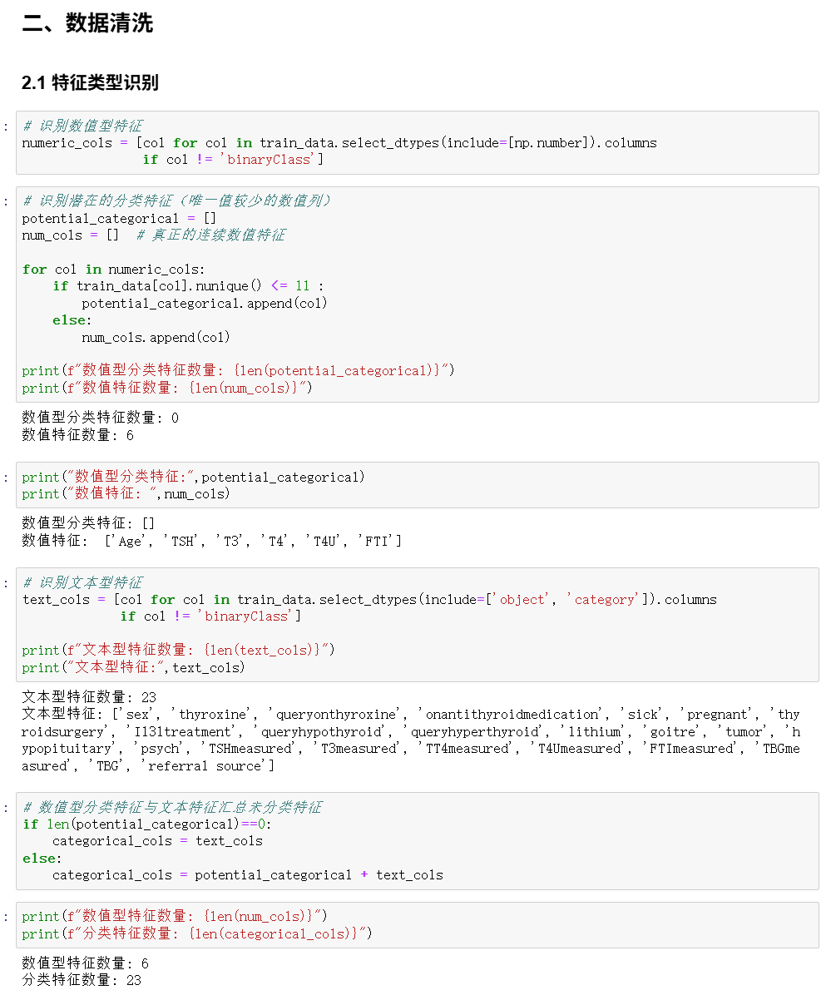 二、数据清洗
2.1 特征类型识别
: # 识别数值型特征
numeric_cols = [col for col in train_data.select_dtypes(include=[np.number]).columns
if col != 'binaryClass']
: # 识别潜在的分类特征（唯一值较少的数值列）
potential_categorical = []
num_cols = []  # 真正的连续数值特征
for col in numeric_cols:
if train_data[col].nunique() <= 11 :
potential_categorical.append(col)
else:
num_cols.append(col)
print(f"数值型分类特征数量: {len(potential_categorical)}")
print(f"数值特征数量: {len(num_cols)}")
数值型分类特征数量: 0
数值特征数量: 6
: print("数值型分类特征:",potential_categorical)
print("数值特征: ",num_cols)
数值型分类特征: []
数值特征:  ['Age', 'TSH', 'T3', 'T4', 'T4U', 'FTI']
: # 识别文本型特征
text_cols = [col for col in train_data.select_dtypes(include=['object', 'category']).columns
if col != 'binaryClass']
print(f"文本型特征数量: {len(text_cols)}")
print("文本型特征:",text_cols)
文本型特征数量: 23
文本型特征: ['sex', 'thyroxine', 'queryonthyroxine', 'onantithyroidmedication', 'sick', 'pregnant', 'thy
roidsurgery', 'I131treatment', 'queryhypothyroid', 'queryhyperthyroid', 'lithium', 'goitre', 'tumor', 'h
ypopituitary', 'psych', 'TSHmeasured', 'T3measured', 'TT4measured', 'T4Umeasured', 'FTImeasured', 'TBGme
asured', 'TBG', 'referral source']
: # 数值型分类特征与文本特征汇总未分类特征
if len(potential_categorical)==0:
categorical_cols = text_cols
else:
categorical_cols = potential_categorical + text_cols
: print(f"数值型特征数量: {len(num_cols)}")
print(f"分类特征数量: {len(categorical_cols)}")
数值型特征数量: 6
分类特征数量: 23